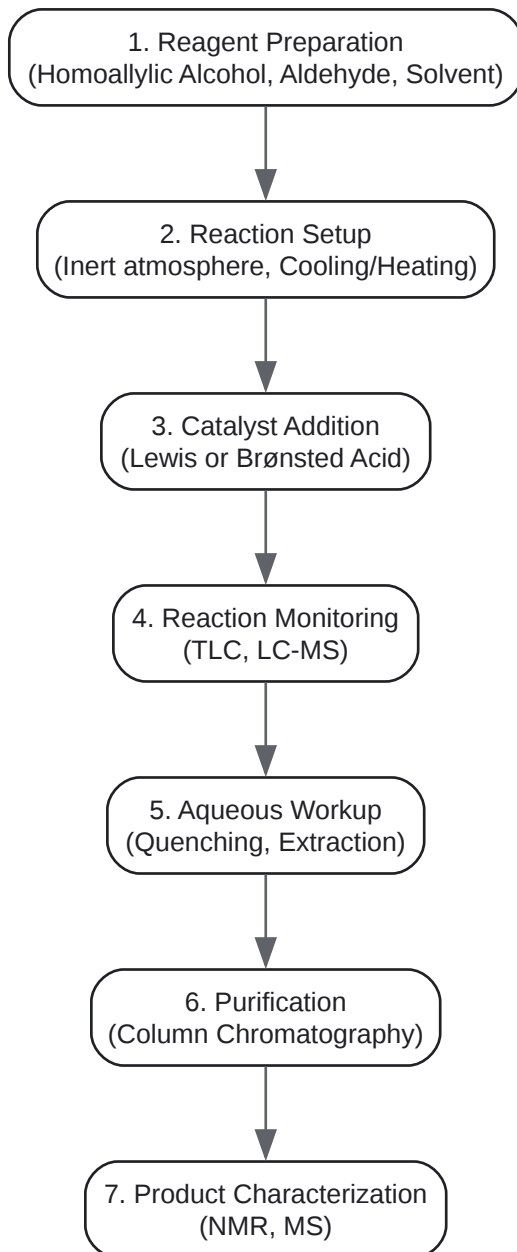 1. Reagent Preparation
(Homoallylic Alcohol, Aldehyde, Solvent)
2. Reaction Setup
(Inert atmosphere, Cooling/Heating)
3. Catalyst Addition
(Lewis or Brønsted Acid)
4. Reaction Monitoring
(TLC, LC-MS)
5. Aqueous Workup
(Quenching, Extraction)
6. Purification
(Column Chromatography)
7. Product Characterization
(NMR, MS)